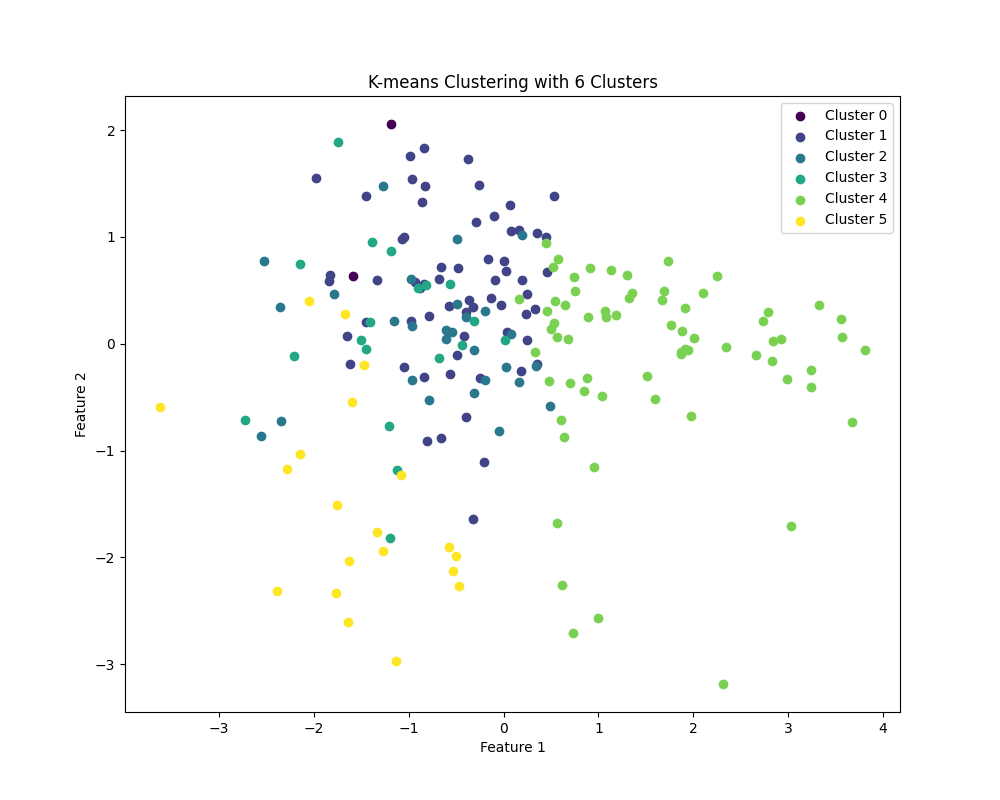 K-means Clustering with 6 Clusters
Cluster 0
Cluster 1
Cluster 2
Cluster 3
Cluster 4
Cluster 5
Feature 2
2
1
0
−1
−2
−3
−3 −2 −1 0 1 2 3 4
Feature 1